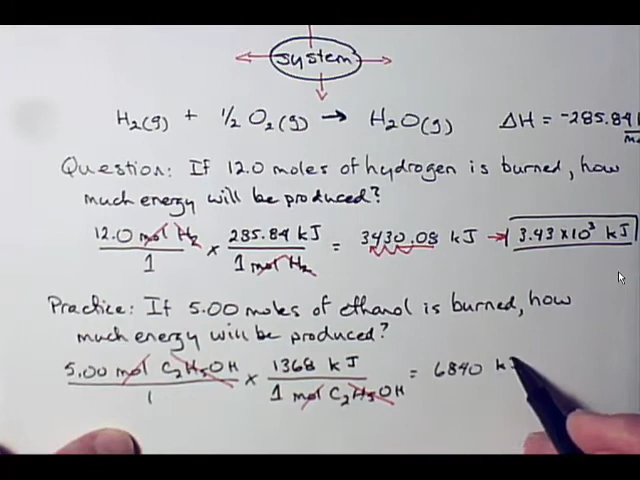 system
H₂(g) + 1/2 O₂(g) → H₂O(g) ΔH = -285.84
Question: If 12.0 moles of hydrogen is burned, how
much energy will be produced?
12.0 mol H₂ / 1 × 285.84 kJ / 1 mol H₂ = 3430.08 kJ → 3.43 × 10³ kJ
Practice: If 5.00 moles of ethanol is burned, how
much energy will be produced?
5.00 mol C₂H₅OH / 1 × 1368 kJ / 1 mol C₂H₅OH = 6840 k